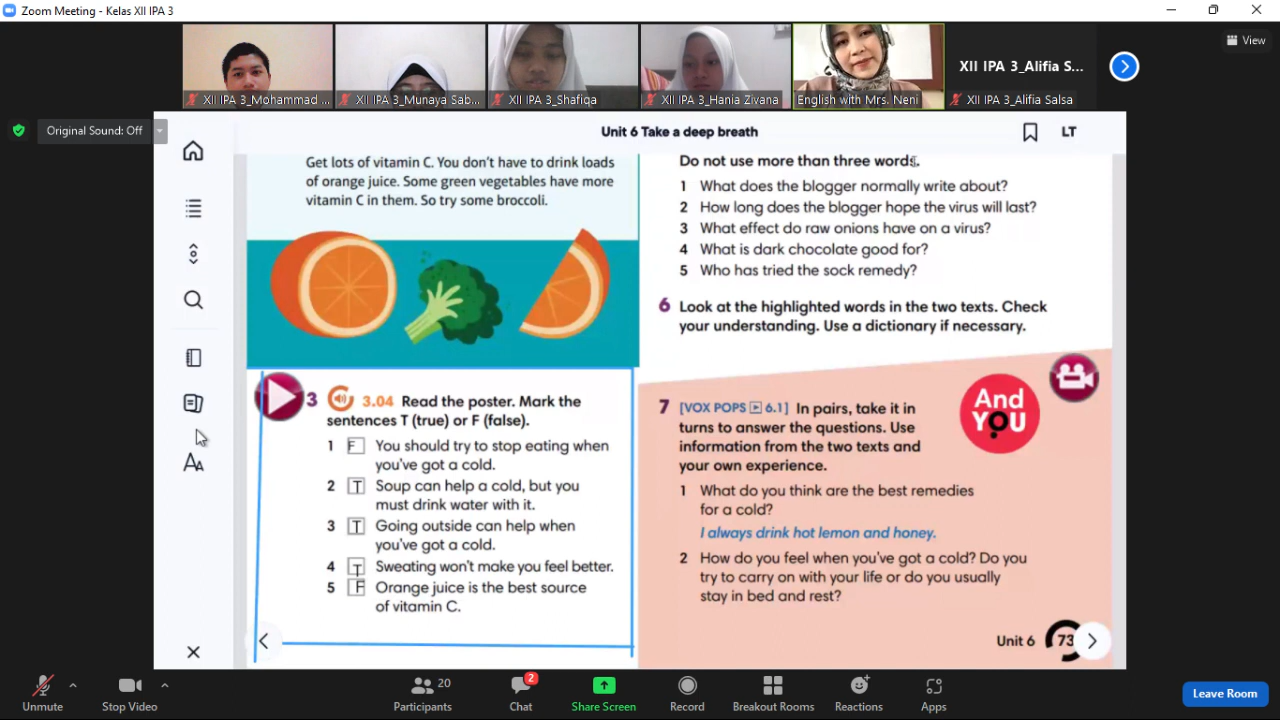 Zoom Meeting - Kelas XII IPA 3
View
XII IPA 3_Mohammad ...
XII IPA 3_Munaya Sab...
XII IPA 3_Shafiqa
XII IPA 3_Hania Zivana
English with Mrs. Neni
XII IPA 3_Alifia S...
XII IPA 3_Alifia Salsa
Original Sound: Off
Unit 6 Take a deep breath
LT
Get lots of vitamin C. You don't have to drink loads
of orange juice. Some green vegetables have more
vitamin C in them. So try some broccoli.
3 3.04 Read the poster. Mark the
sentences T (true) or F (false).
1 F You should try to stop eating when
you've got a cold.
2 T Soup can help a cold, but you
must drink water with it.
3 T Going outside can help when
you've got a cold.
4 T Sweating won't make you feel better.
5 F Orange juice is the best source
of vitamin C.
Do not use more than three words.
1 What does the blogger normally write about?
2 How long does the blogger hope the virus will last?
3 What effect do raw onions have on a virus?
4 What is dark chocolate good for?
5 Who has tried the sock remedy?
6 Look at the highlighted words in the two texts. Check
your understanding. Use a dictionary if necessary.
And
YOU
7 [VOX POPS 6.1] In pairs, take it in
turns to answer the questions. Use
information from the two texts and
your own experience.
1 What do you think are the best remedies
for a cold?
I always drink hot lemon and honey.
2 How do you feel when you've got a cold? Do you
try to carry on with your life or do you usually
stay in bed and rest?
Unit 6 73
Unmute
Stop Video
Participants 20
Chat 2
Share Screen
Record
Breakout Rooms
Reactions
Apps
Leave Room